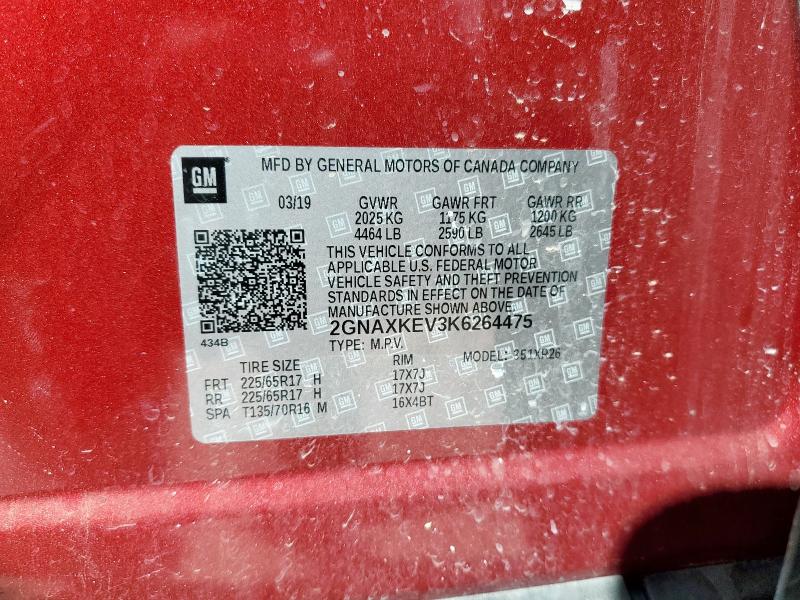 GM
MFD BY GENERAL MOTORS OF CANADA COMPANY
03/19 GVWR GAWR FRT GAWR RR
2025 KG 1175 KG 1200 KG
4464 LB 2590 LB 2645 LB
THIS VEHICLE CONFORMS TO ALL
APPLICABLE U.S. FEDERAL MOTOR
VEHICLE SAFETY AND THEFT PREVENTION
STANDARDS IN EFFECT ON THE DATE OF
MANUFACTURE SHOWN ABOVE.
2GNAXKEV3K6264475
434B
TYPE: M.P.V. MODEL: 351XR26
TIRE SIZE RIM
FRT 225/65R17 H 17X7J
RR 225/65R17 H 17X7J
SPA T135/70R16 M 16X4BT